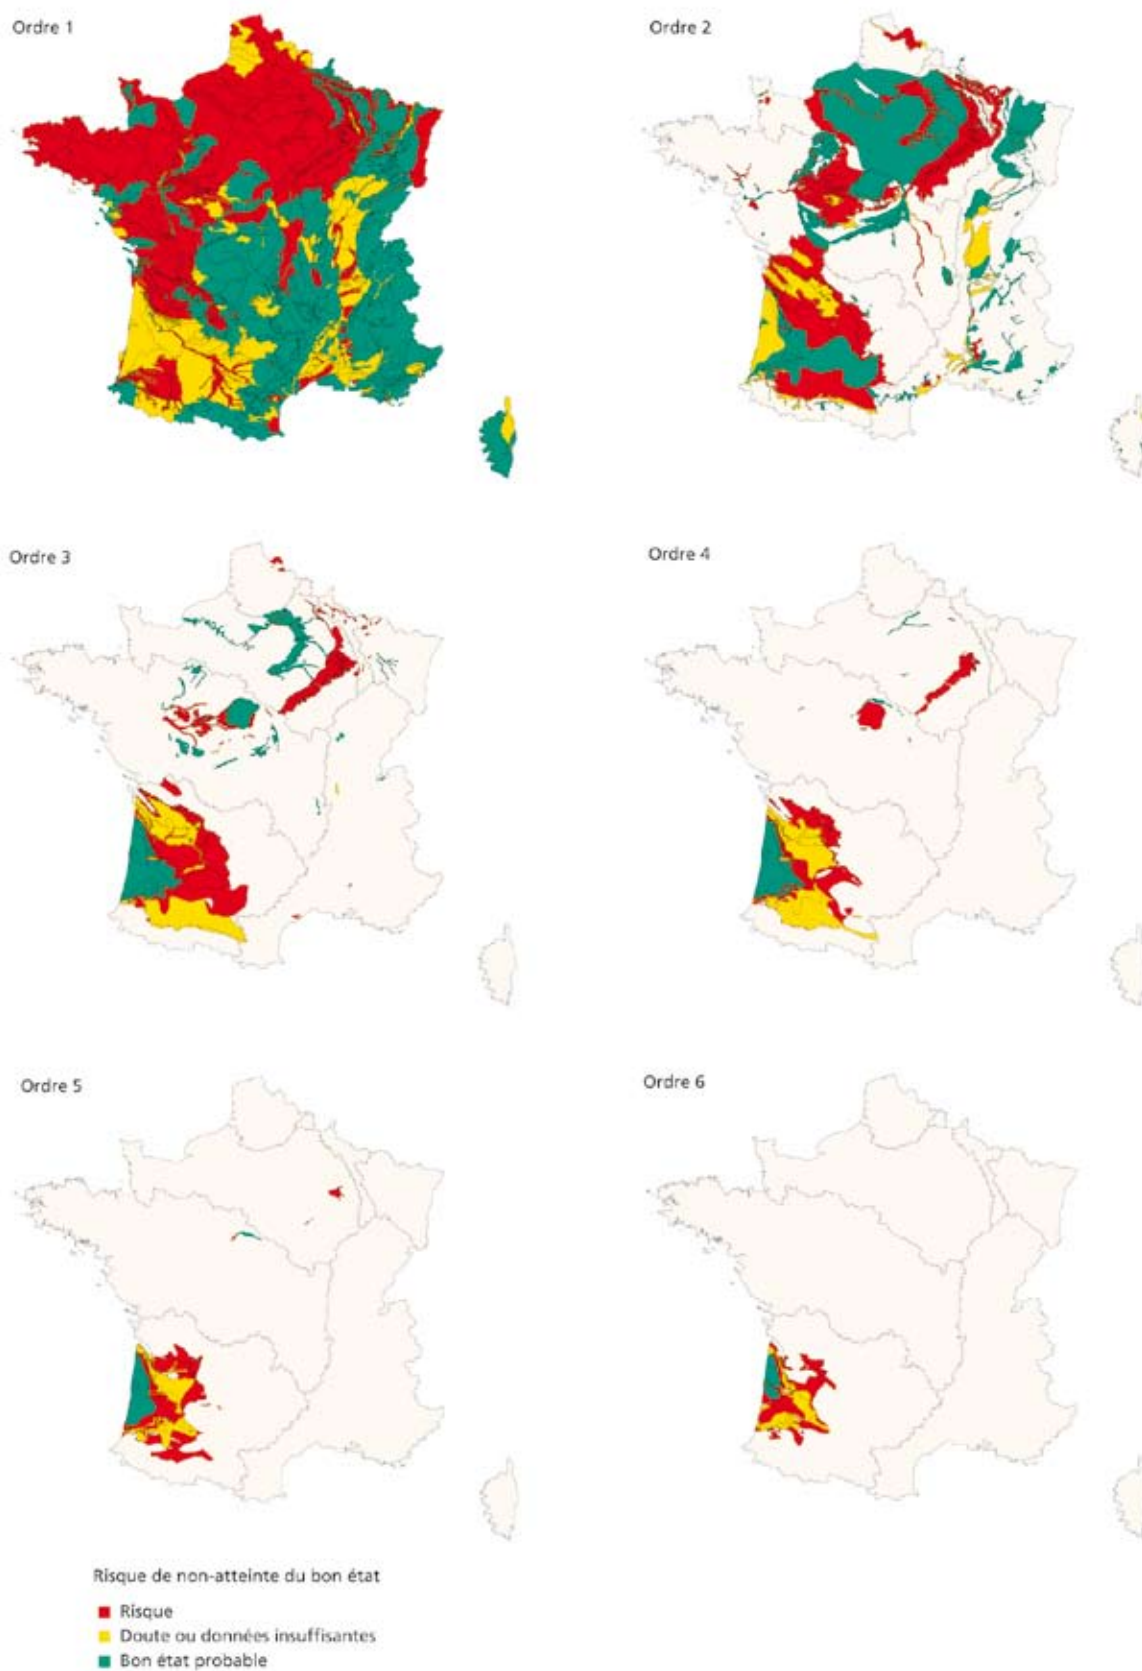 Ordre 1
Ordre 2
Ordre 3
Ordre 4
Ordre 5
Ordre 6
Risque de non-atteinte du bon état
Risque
Doute ou données insuffisantes
Bon état probable